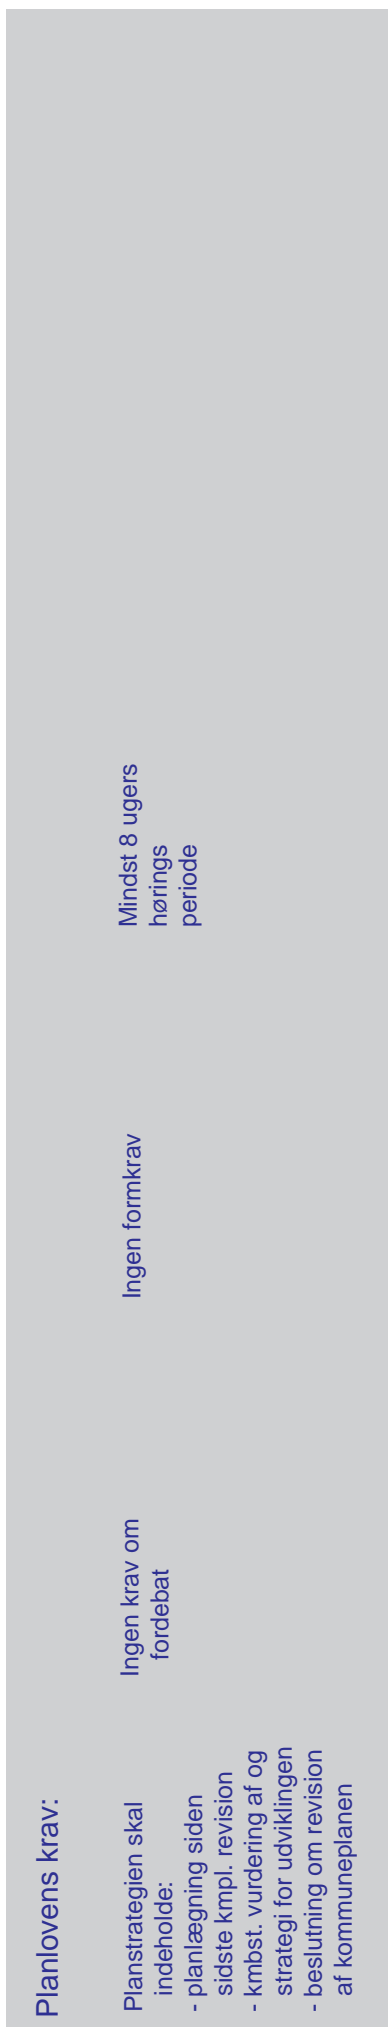 Planlovens krav:
Planstrategien skal
indeholde:
- planlægning siden
sidste kmpl. revision
- kmbst. vurdering af og
strategi for udviklingen
- beslutning om revision
af kommuneplanen
Ingen krav om
fordebat
Ingen formkrav
Mindst 8 ugers
hørings
periode